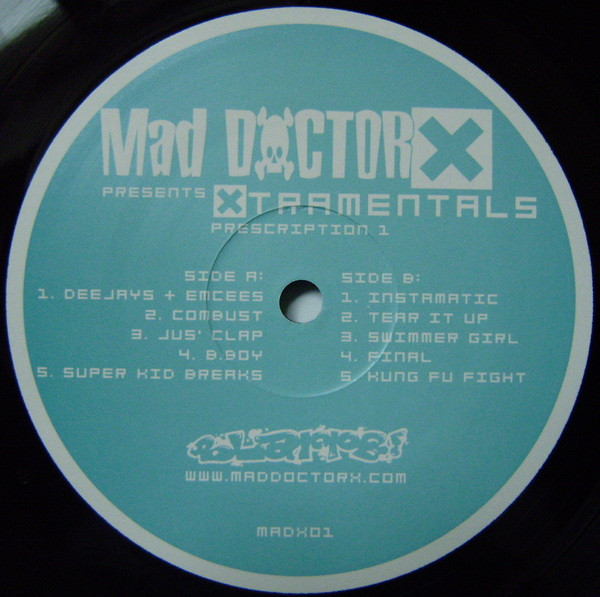 Mad DOCTOR X
PRESENTS XTRAMENTALS
PRESCRIPTION 1
SIDE A:
1. DEEJAYS + EMCEES
2. COMBUST
3. JUS' CLAP
4. B.BOY
5. SUPER KID BREAKS
SIDE B:
1. INSTAMATIC
2. TEAR IT UP
3. SWIMMER GIRL
4. FINAL
5. KUNG FU FIGHT
WWW.MADDOCTORX.COM
MADX01